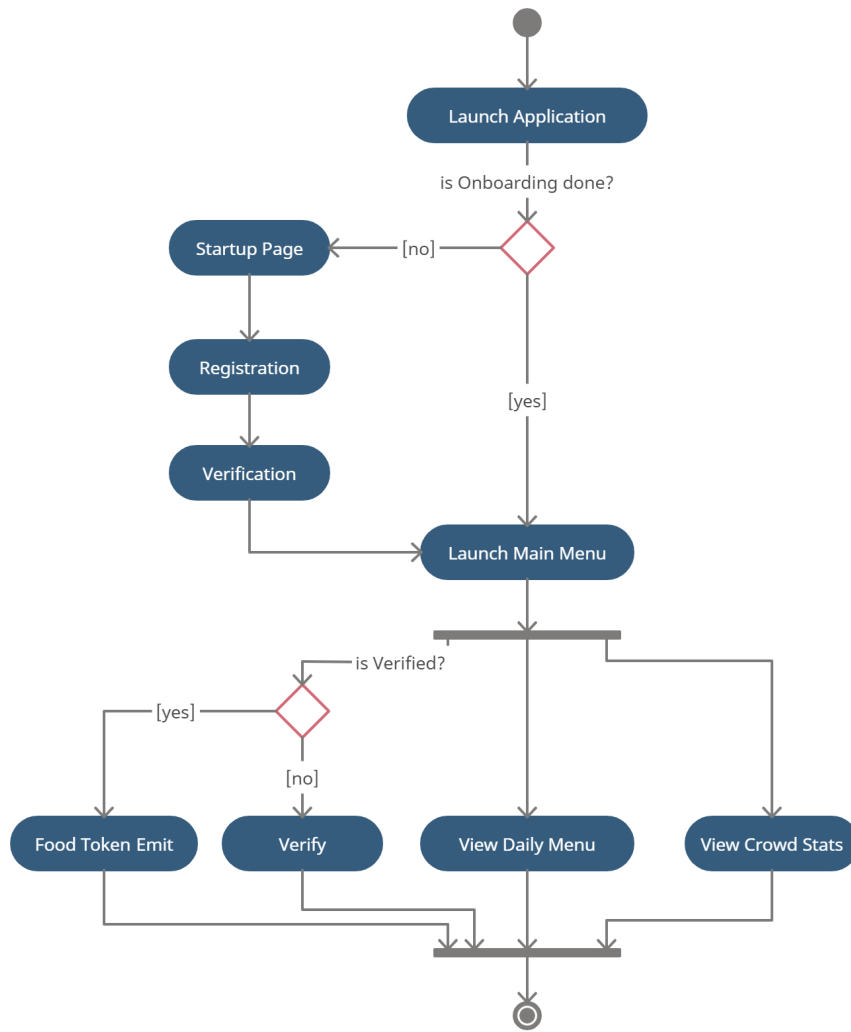 Launch Application
is Onboarding done?
Startup Page
[no]
Registration
[yes]
Verification
Launch Main Menu
is Verified?
[yes]
[no]
Food Token Emit
Verify
View Daily Menu
View Crowd Stats